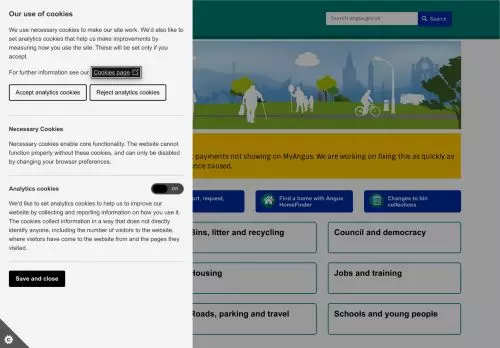 Our use of cookies
We use necessary cookies to make our site work. We'd also like to
set analytics cookies that help us make improvements by
measuring how you use the site. These will be set only if you
accept.
For further information see our Cookies page
Accept analytics cookies
Reject analytics cookies
Necessary Cookies
Necessary cookies enable core functionality. The website cannot
function properly without these cookies, and can only be disabled
by changing your browser preferences.
Analytics cookies
On
We'd like to set analytics cookies to help us to improve our
website by collecting and reporting information on how you use it.
The cookies collect information in a way that does not directly
identify anyone, including the number of visitors to the website,
where visitors have come to the website from and the pages they
visited.
Save and close
Search angus.gov.uk
Search
payments not showing on MyAngus. We are working on fixing this as quickly as
nce caused.
rt, request,
Find a home with Angus
HomeFinder
Changes to bin
collections
Bins, litter and recycling
Council and democracy
Housing
Jobs and training
Roads, parking and travel
Schools and young people